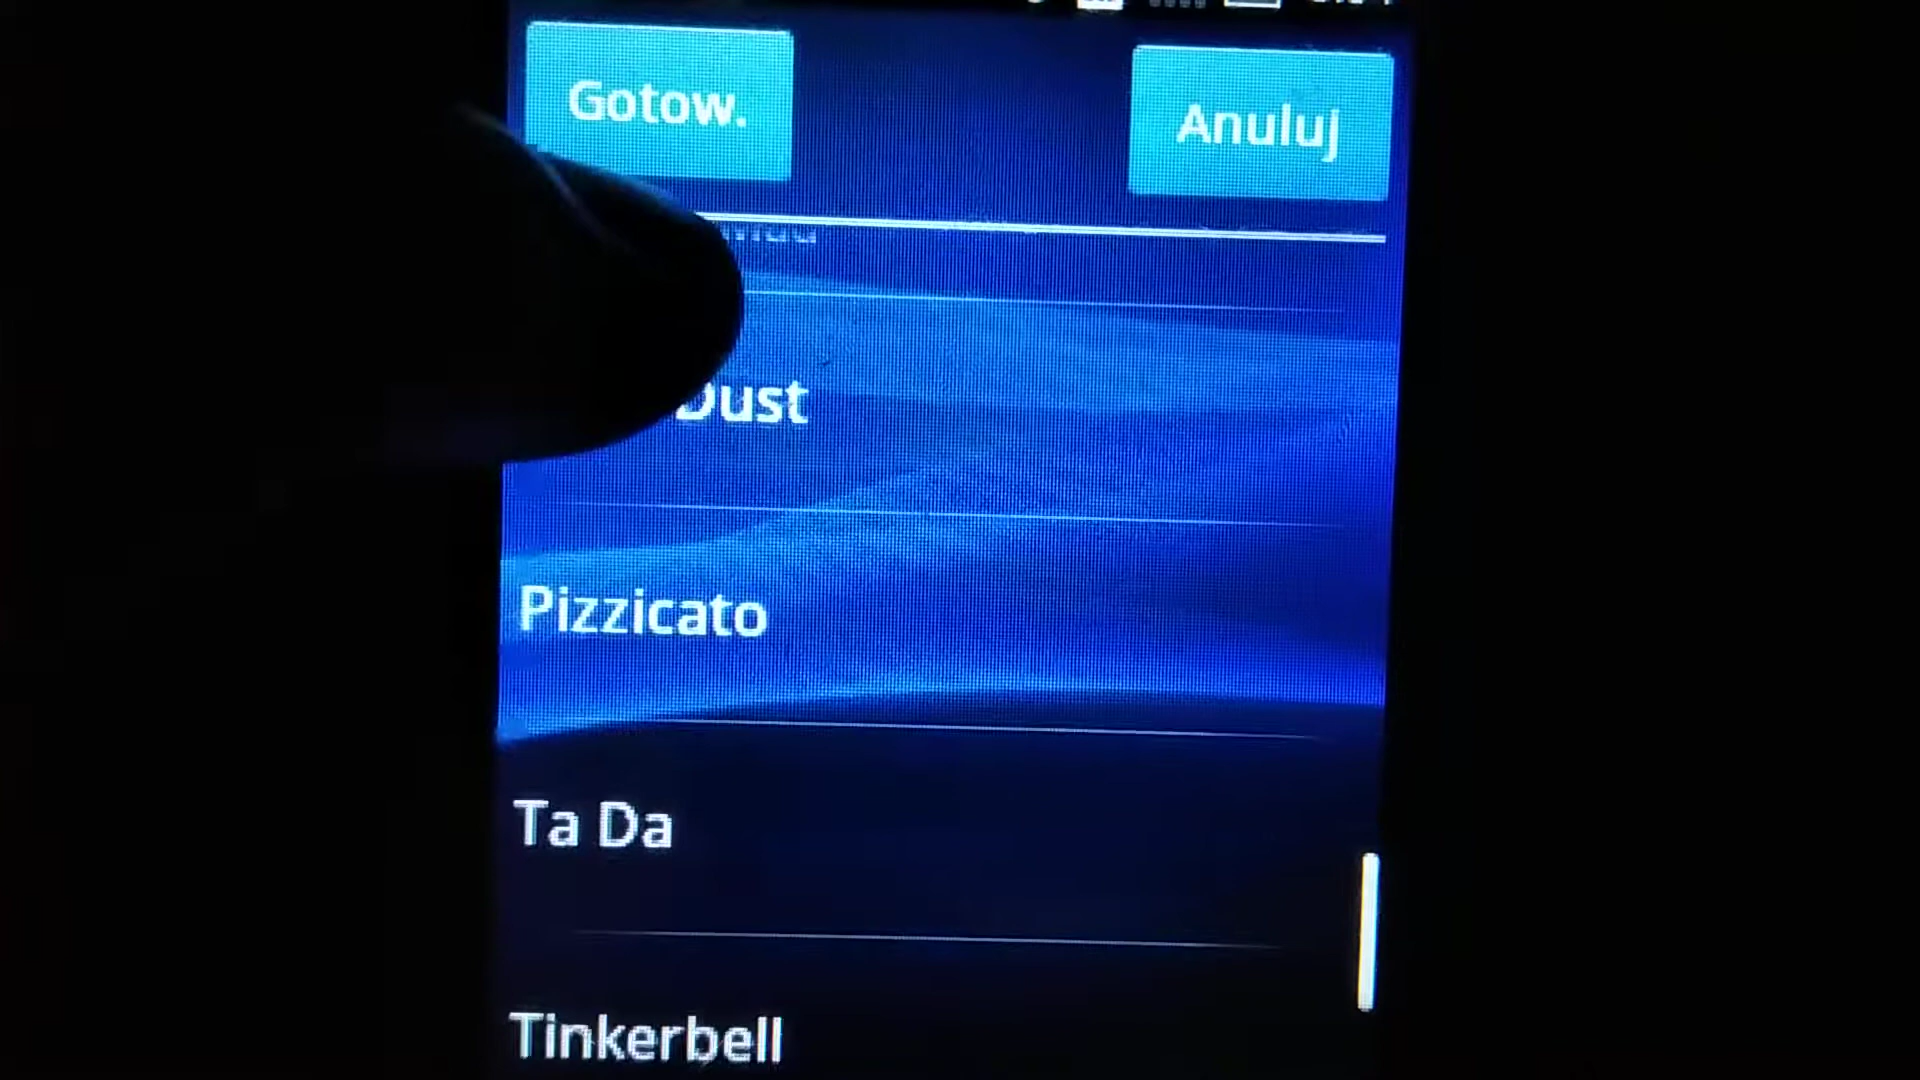 Gotow.
Anuluj
Dust
Pizzicato
Ta Da
Tinkerbell